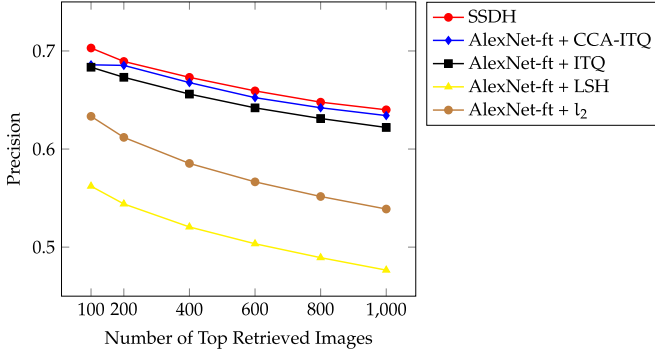 0.7
0.6
0.5
Precision
100 200 400 600 800 1,000
Number of Top Retrieved Images
SSDH
AlexNet-ft + CCA-ITQ
AlexNet-ft + ITQ
AlexNet-ft + LSH
AlexNet-ft + l₂